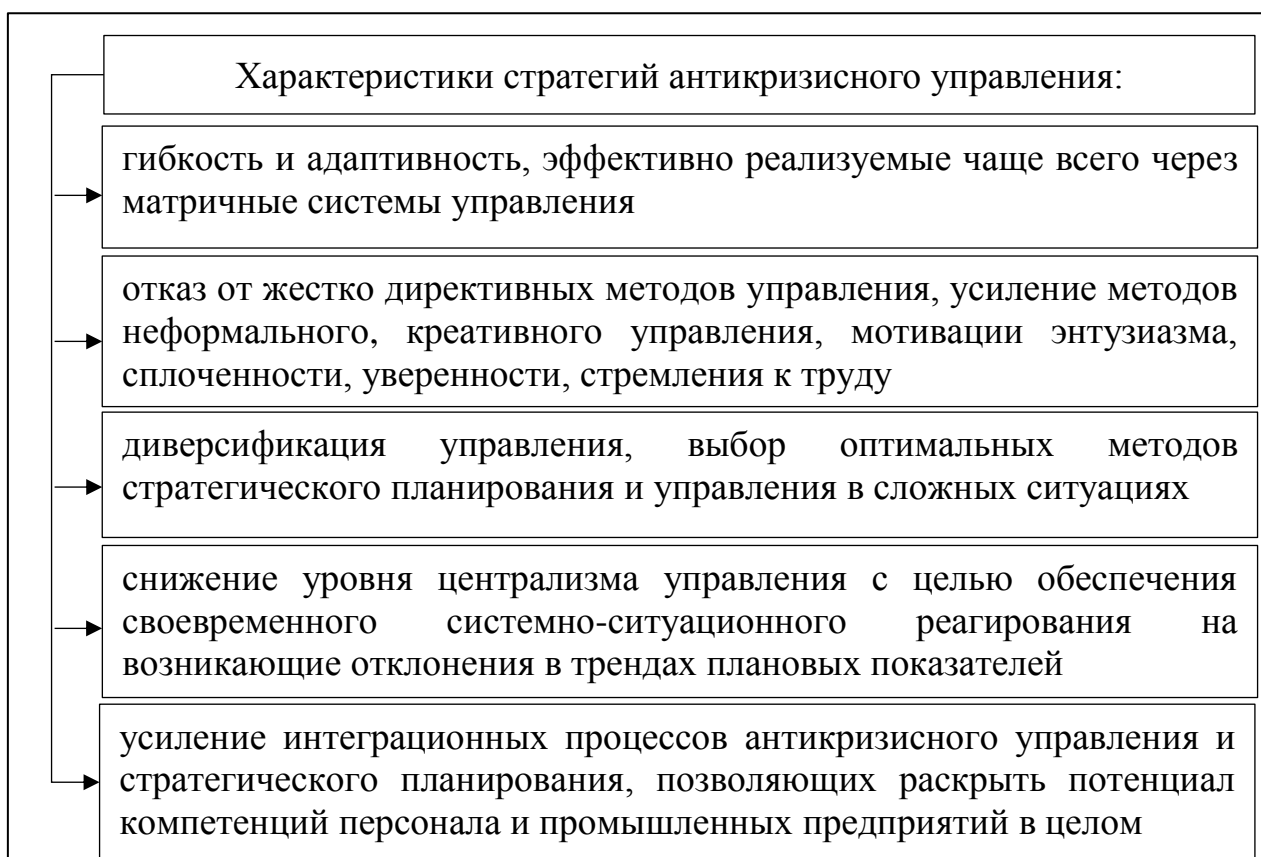 Характеристики стратегий антикризисного управления:
гибкость и адаптивность, эффективно реализуемые чаще всего через
матричные системы управления
отказ от жестко директивных методов управления, усиление методов
неформального, креативного управления, мотивации энтузиазма,
сплоченности, уверенности, стремления к труду
диверсификация управления, выбор оптимальных методов
стратегического планирования и управления в сложных ситуациях
снижение уровня централизма управления с целью обеспечения
своевременного системно-ситуационного реагирования на
возникающие отклонения в трендах плановых показателей
усиление интеграционных процессов антикризисного управления и
стратегического планирования, позволяющих раскрыть потенциал
компетенций персонала и промышленных предприятий в целом